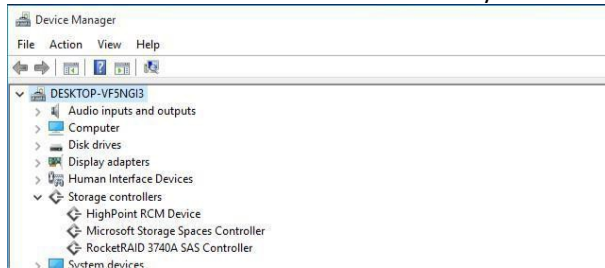 Device Manager
File Action View Help
DESKTOP-VF5NGI3
Audio inputs and outputs
Computer
Disk drives
Display adapters
Human Interface Devices
Storage controllers
HighPoint RCM Device
Microsoft Storage Spaces Controller
RocketRAID 3740A SAS Controller
System devices